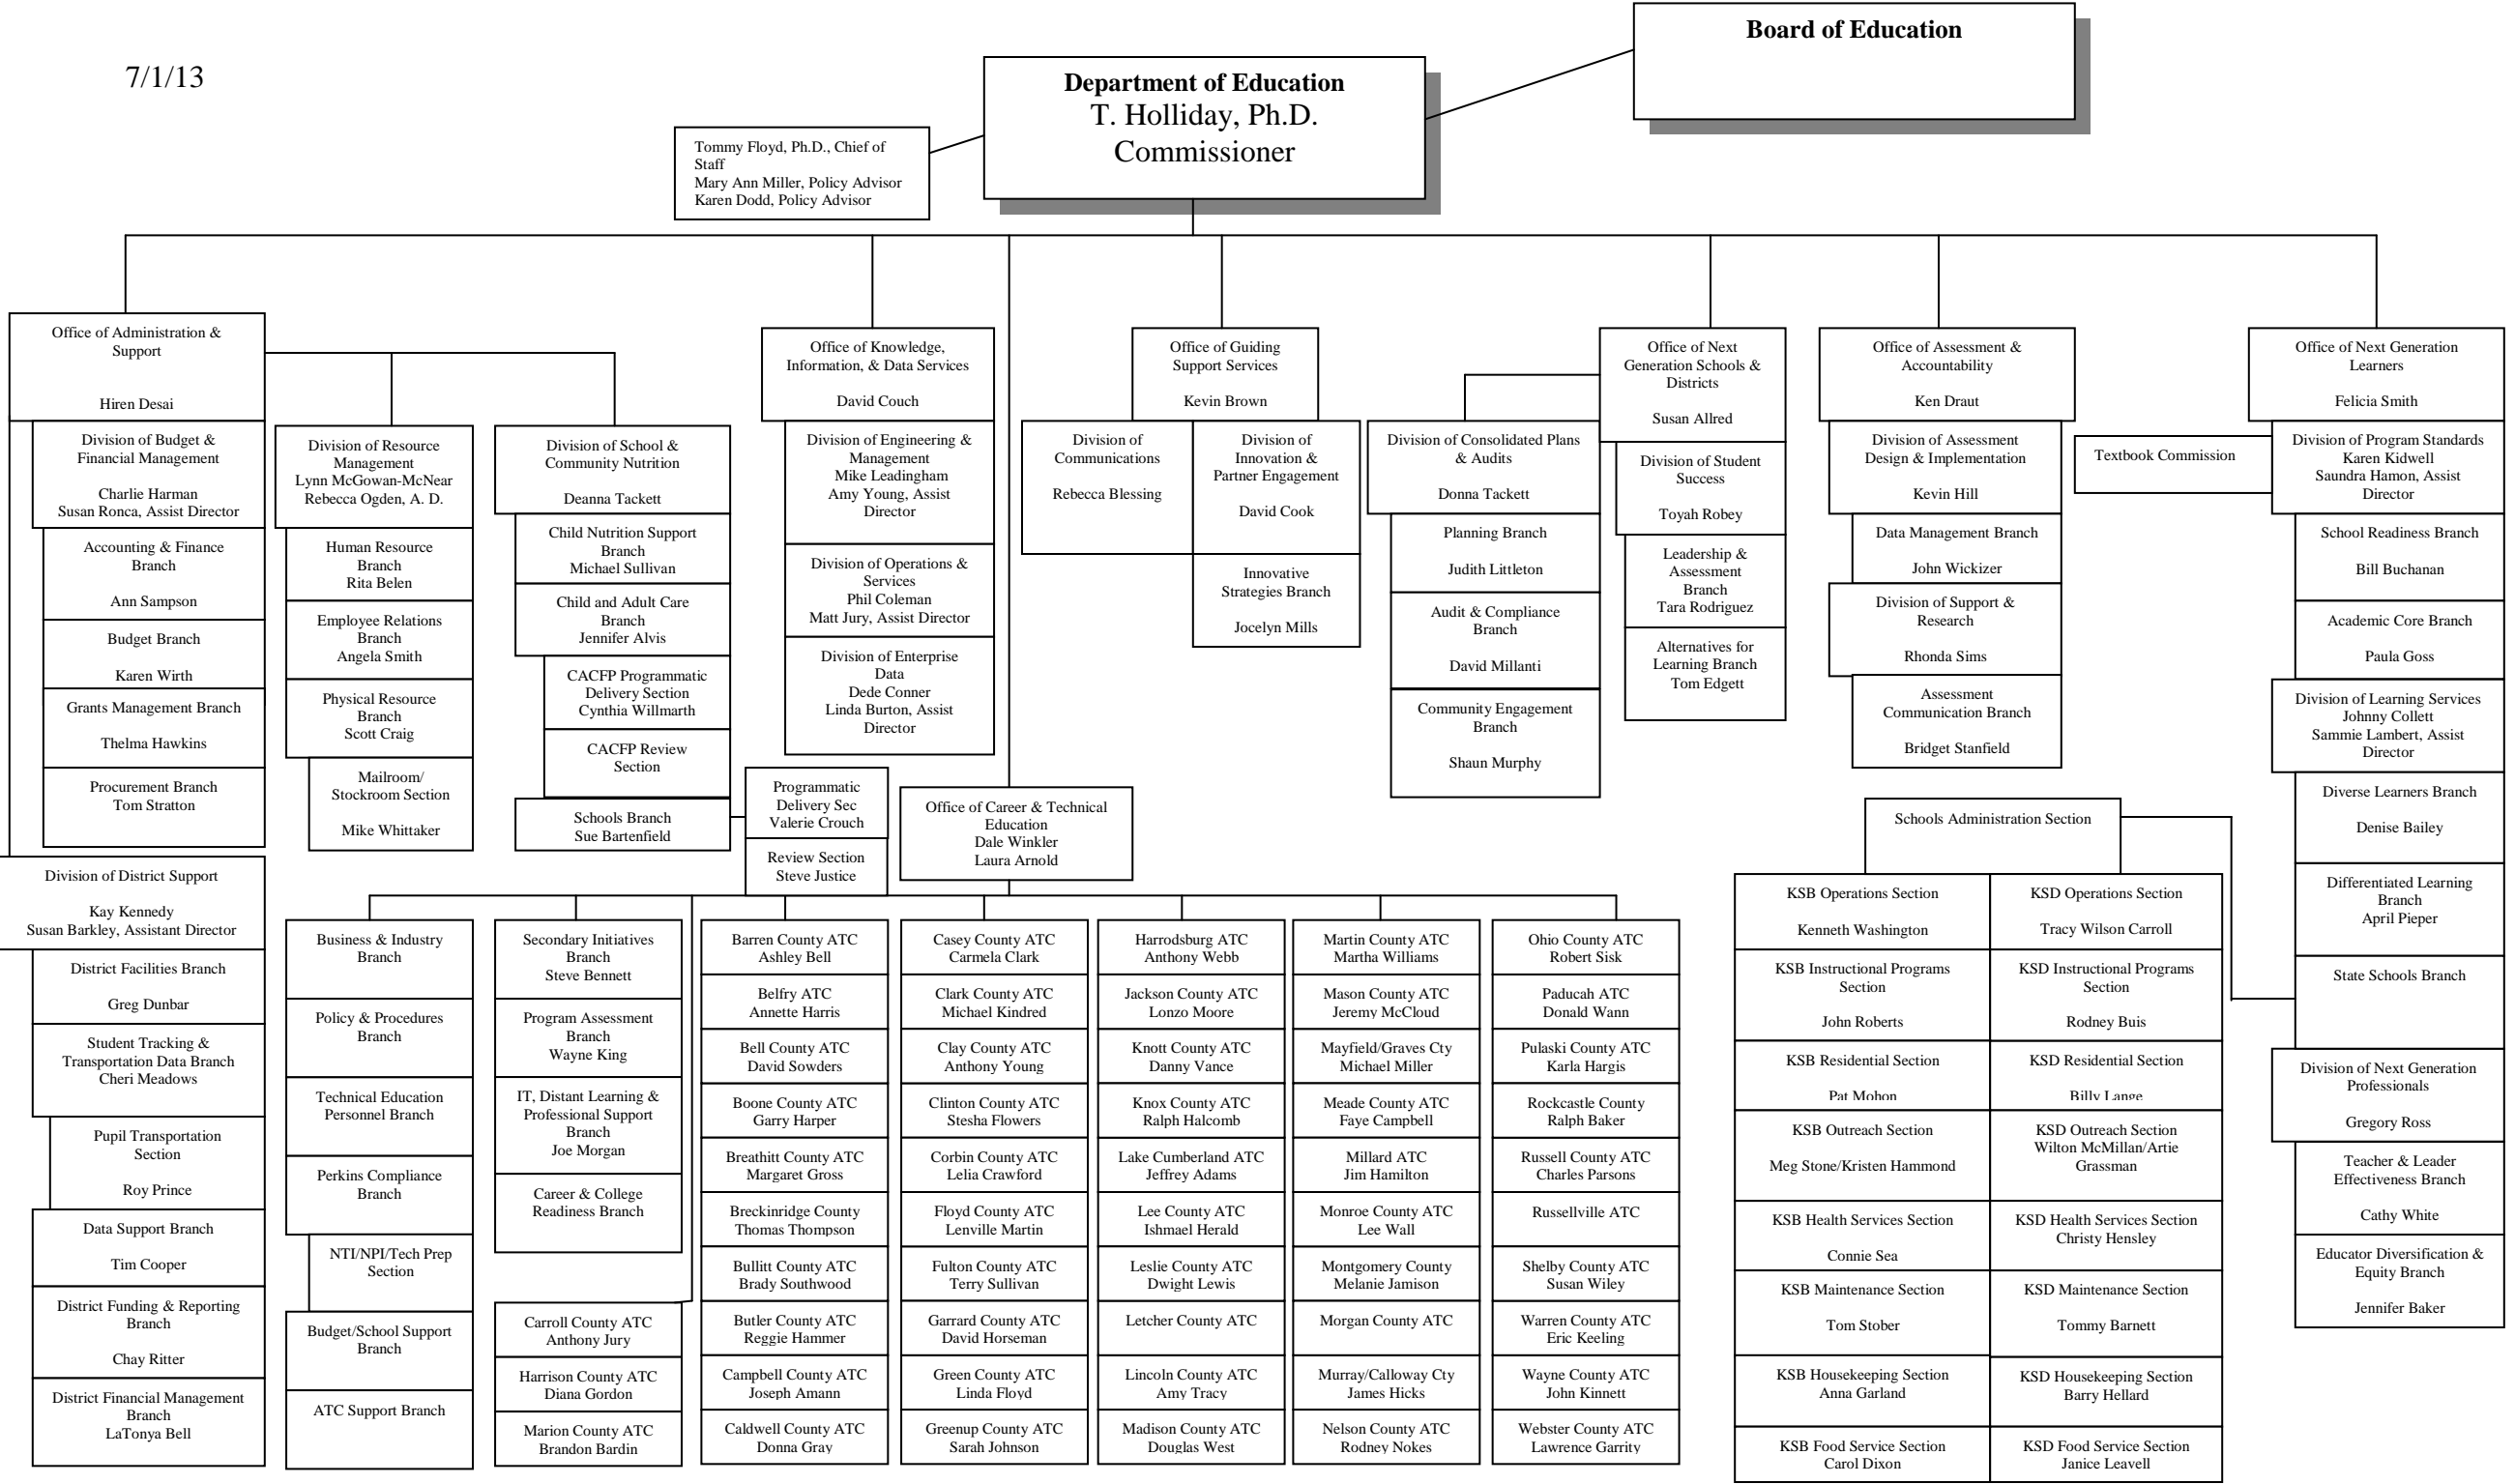 7/1/13
Board of Education
Department of Education
T. Holliday, Ph.D.
Commissioner
Tommy Floyd, Ph.D., Chief of
Staff
Mary Ann Miller, Policy Advisor
Karen Dodd, Policy Advisor
Office of Administration &
Support
Hiren Desai
Division of Budget &
Financial Management
Charlie Harman
Susan Ronca, Assist Director
Accounting & Finance
Branch
Ann Sampson
Budget Branch
Karen Wirth
Grants Management Branch
Thelma Hawkins
Procurement Branch
Tom Stratton
Division of District Support
Kay Kennedy
Susan Barkley, Assistant Director
District Facilities Branch
Greg Dunbar
Student Tracking &
Transportation Data Branch
Cheri Meadows
Pupil Transportation
Section
Roy Prince
Data Support Branch
Tim Cooper
District Funding & Reporting
Branch
Chay Ritter
District Financial Management
Branch
LaTonya Bell
Division of Resource
Management
Lynn McGowan-McNear
Rebecca Ogden, A. D.
Human Resource
Branch
Rita Belen
Employee Relations
Branch
Angela Smith
Physical Resource
Branch
Scott Craig
Mailroom/
Stockroom Section
Mike Whittaker
Division of School &
Community Nutrition
Deanna Tackett
Child Nutrition Support
Branch
Michael Sullivan
Child and Adult Care
Branch
Jennifer Alvis
CACFP Programmatic
Delivery Section
Cynthia Willmarth
CACFP Review
Section
Schools Branch
Sue Bartenfield
Programmatic
Delivery Sec
Valerie Crouch
Review Section
Steve Justice
Office of Knowledge,
Information, & Data Services
David Couch
Division of Engineering &
Management
Mike Leadingham
Amy Young, Assist
Director
Division of Operations &
Services
Phil Coleman
Matt Jury, Assist Director
Division of Enterprise
Data
Dede Conner
Linda Burton, Assist
Director
Office of Career & Technical
Education
Dale Winkler
Laura Arnold
Business & Industry
Branch
Policy & Procedures
Branch
Technical Education
Personnel Branch
Perkins Compliance
Branch
NTI/NPI/Tech Prep
Section
Budget/School Support
Branch
ATC Support Branch
Secondary Initiatives
Branch
Steve Bennett
Program Assessment
Branch
Wayne King
IT, Distant Learning &
Professional Support
Branch
Joe Morgan
Career & College
Readiness Branch
Carroll County ATC
Anthony Jury
Harrison County ATC
Diana Gordon
Marion County ATC
Brandon Bardin
Barren County ATC
Ashley Bell
Belfry ATC
Annette Harris
Bell County ATC
David Sowders
Boone County ATC
Garry Harper
Breathitt County ATC
Margaret Gross
Breckinridge County
Thomas Thompson
Bullitt County ATC
Brady Southwood
Butler County ATC
Reggie Hammer
Campbell County ATC
Joseph Amann
Caldwell County ATC
Donna Gray
Casey County ATC
Carmela Clark
Clark County ATC
Michael Kindred
Clay County ATC
Anthony Young
Clinton County ATC
Stesha Flowers
Corbin County ATC
Lelia Crawford
Floyd County ATC
Lenville Martin
Fulton County ATC
Terry Sullivan
Garrard County ATC
David Horseman
Green County ATC
Linda Floyd
Greenup County ATC
Sarah Johnson
Harrodsburg ATC
Anthony Webb
Jackson County ATC
Lonzo Moore
Knott County ATC
Danny Vance
Knox County ATC
Ralph Halcomb
Lake Cumberland ATC
Jeffrey Adams
Lee County ATC
Ishmael Herald
Leslie County ATC
Dwight Lewis
Letcher County ATC
Lincoln County ATC
Amy Tracy
Madison County ATC
Douglas West
Martin County ATC
Martha Williams
Mason County ATC
Jeremy McCloud
Mayfield/Graves Cty
Michael Miller
Meade County ATC
Faye Campbell
Millard ATC
Jim Hamilton
Monroe County ATC
Lee Wall
Montgomery County
Melanie Jamison
Morgan County ATC
Murray/Calloway Cty
James Hicks
Nelson County ATC
Rodney Nokes
Ohio County ATC
Robert Sisk
Paducah ATC
Donald Wann
Pulaski County ATC
Karla Hargis
Rockcastle County
Ralph Baker
Russell County ATC
Charles Parsons
Russellville ATC
Shelby County ATC
Susan Wiley
Warren County ATC
Eric Keeling
Wayne County ATC
John Kinnett
Webster County ATC
Lawrence Garrity
Office of Guiding
Support Services
Kevin Brown
Division of
Communications
Rebecca Blessing
Division of
Innovation &
Partner Engagement
David Cook
Innovative
Strategies Branch
Jocelyn Mills
Office of Next
Generation Schools &
Districts
Susan Allred
Division of Consolidated Plans
& Audits
Donna Tackett
Planning Branch
Judith Littleton
Audit & Compliance
Branch
David Millanti
Community Engagement
Branch
Shaun Murphy
Division of Student
Success
Toyah Robey
Leadership &
Assessment
Branch
Tara Rodriguez
Alternatives for
Learning Branch
Tom Edgett
Office of Assessment &
Accountability
Ken Draut
Division of Assessment
Design & Implementation
Kevin Hill
Data Management Branch
John Wickizer
Division of Support &
Research
Rhonda Sims
Assessment
Communication Branch
Bridget Stanfield
Office of Next Generation
Learners
Felicia Smith
Textbook Commission
Division of Program Standards
Karen Kidwell
Saundra Hamon, Assist
Director
School Readiness Branch
Bill Buchanan
Academic Core Branch
Paula Goss
Division of Learning Services
Johnny Collett
Sammie Lambert, Assist
Director
Diverse Learners Branch
Denise Bailey
Differentiated Learning
Branch
April Pieper
State Schools Branch
Division of Next Generation
Professionals
Gregory Ross
Teacher & Leader
Effectiveness Branch
Cathy White
Educator Diversification &
Equity Branch
Jennifer Baker
Schools Administration Section
KSB Operations Section
Kenneth Washington
KSB Instructional Programs
Section
John Roberts
KSB Residential Section
Pat Mobon
KSB Outreach Section
Meg Stone/Kristen Hammond
KSB Health Services Section
Connie Sea
KSB Maintenance Section
Tom Stober
KSB Housekeeping Section
Anna Garland
KSB Food Service Section
Carol Dixon
KSD Operations Section
Tracy Wilson Carroll
KSD Instructional Programs
Section
Rodney Buis
KSD Residential Section
Billy Lange
KSD Outreach Section
Wilton McMillan/Artie
Grassman
KSD Health Services Section
Christy Hensley
KSD Maintenance Section
Tommy Barnett
KSD Housekeeping Section
Barry Hellard
KSD Food Service Section
Janice Leavell